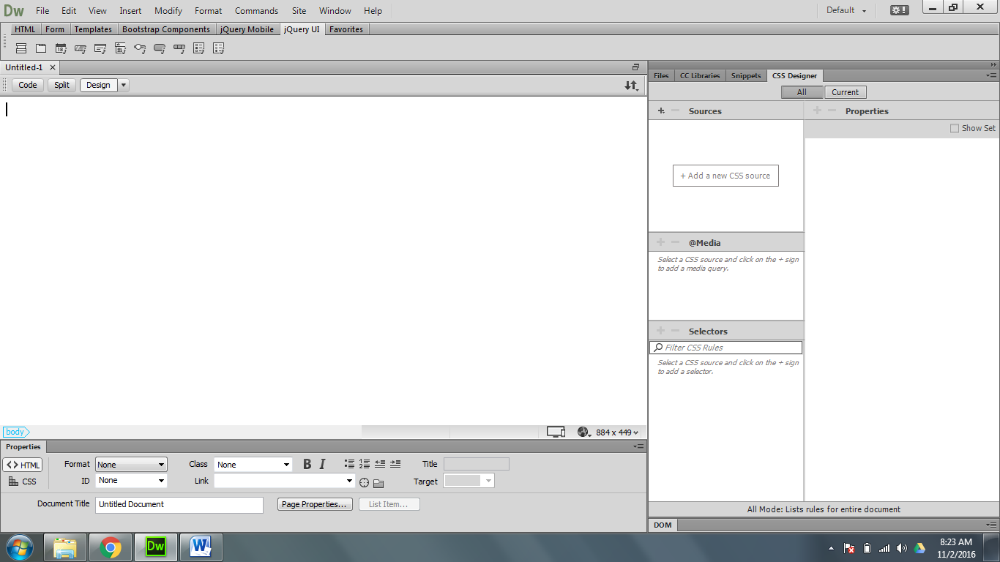 Dw File Edit View Insert Modify Format Commands Site Window Help Default
HTML Form Templates Bootstrap Components jQuery Mobile jQuery UI Favorites
18
Untitled-1
Code Split Design
Files CC Libraries Snippets CSS Designer
All Current
+ Sources
+ Properties
Show Set
+ Add a new CSS source
+ @Media
Select a CSS source and click on the + sign
to add a media query.
+ Selectors
Filter CSS Rules
Select a CSS source and click on the + sign
to add a selector.
body
884 x 449
Properties
HTML Format None Class None B I Title
CSS ID None Link Target
Document Title Untitled Document Page Properties... List Item...
All Mode: Lists rules for entire document
DOM
Dw W
8:23 AM
11/2/2016